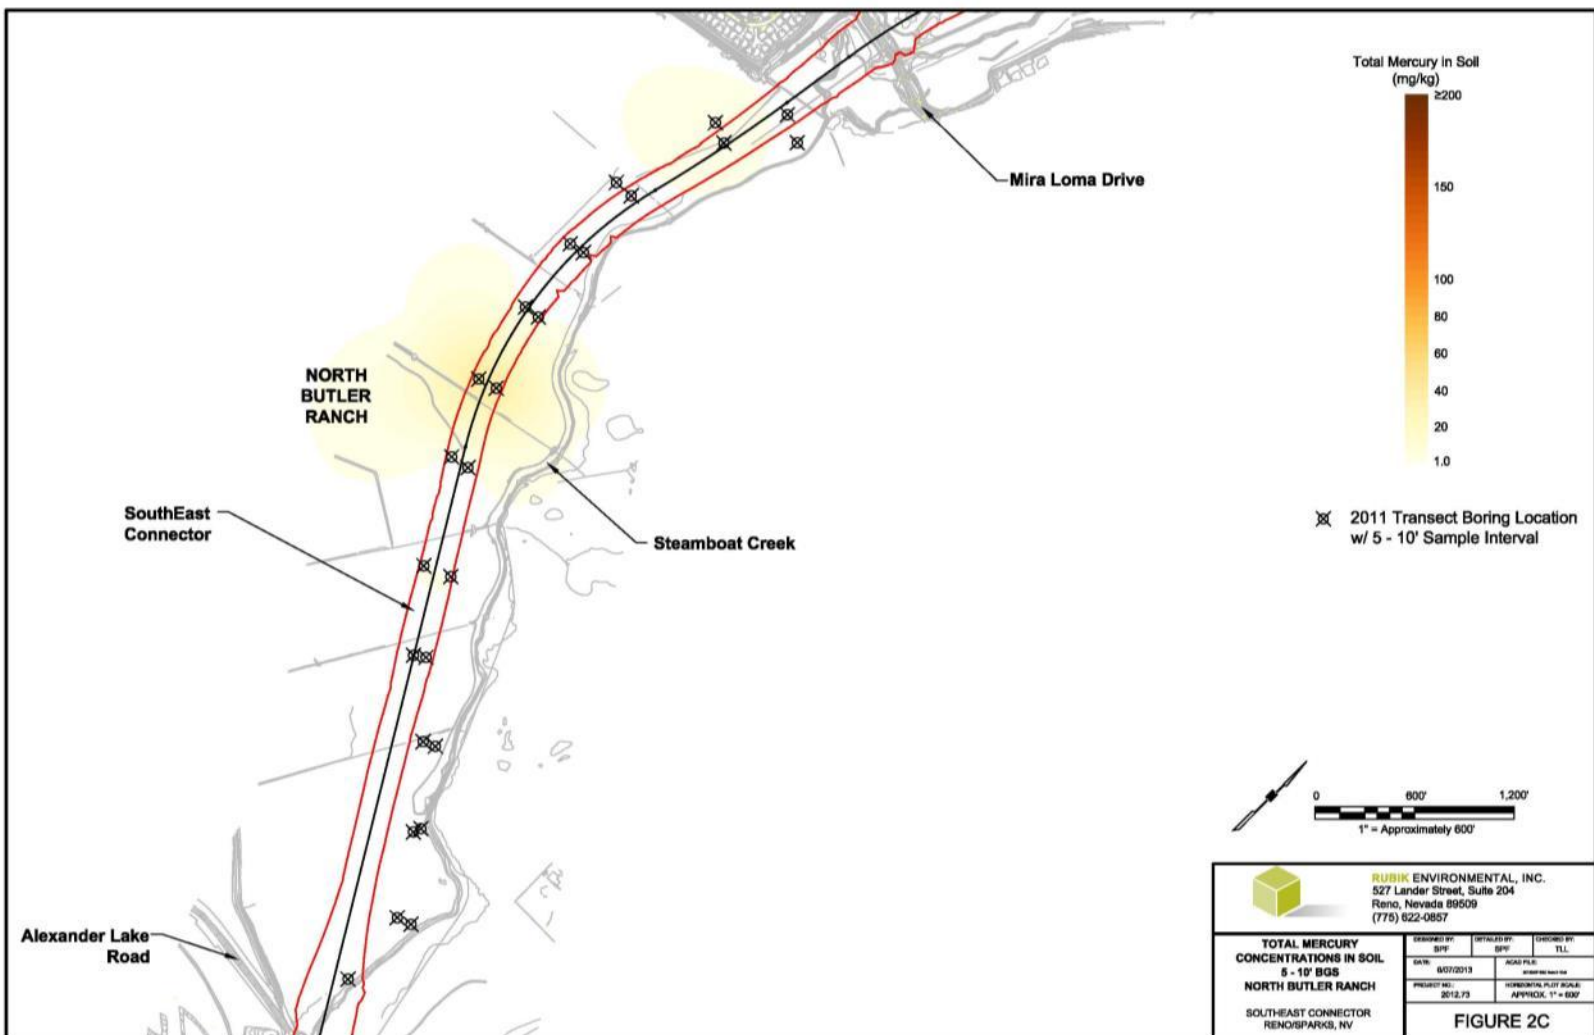 Total Mercury in Soil
(mg/kg)
≥200
150
100
80
60
40
20
1.0
Mira Loma Drive
NORTH
BUTLER
RANCH
SouthEast
Connector
Steamboat Creek
2011 Transect Boring Location
w/ 5 - 10' Sample Interval
Alexander Lake
Road
0 600' 1,200'
1" = Approximately 600'
RUBIK ENVIRONMENTAL, INC.
527 Lander Street, Suite 204
Reno, Nevada 89509
(775) 622-0857
TOTAL MERCURY
CONCENTRATIONS IN SOIL
5 - 10' BGS
NORTH BUTLER RANCH
SOUTHEAST CONNECTOR
RENO/SPARKS, NV
DESIGNED BY: DETAILED BY: CHECKED BY:
SPF SPF TLL
DATE: ACAD FILE:
6/07/2013
PROJECT NO.: HORIZONTAL PLOT SCALE:
2012.73 APPROX. 1" = 600'
FIGURE 2C